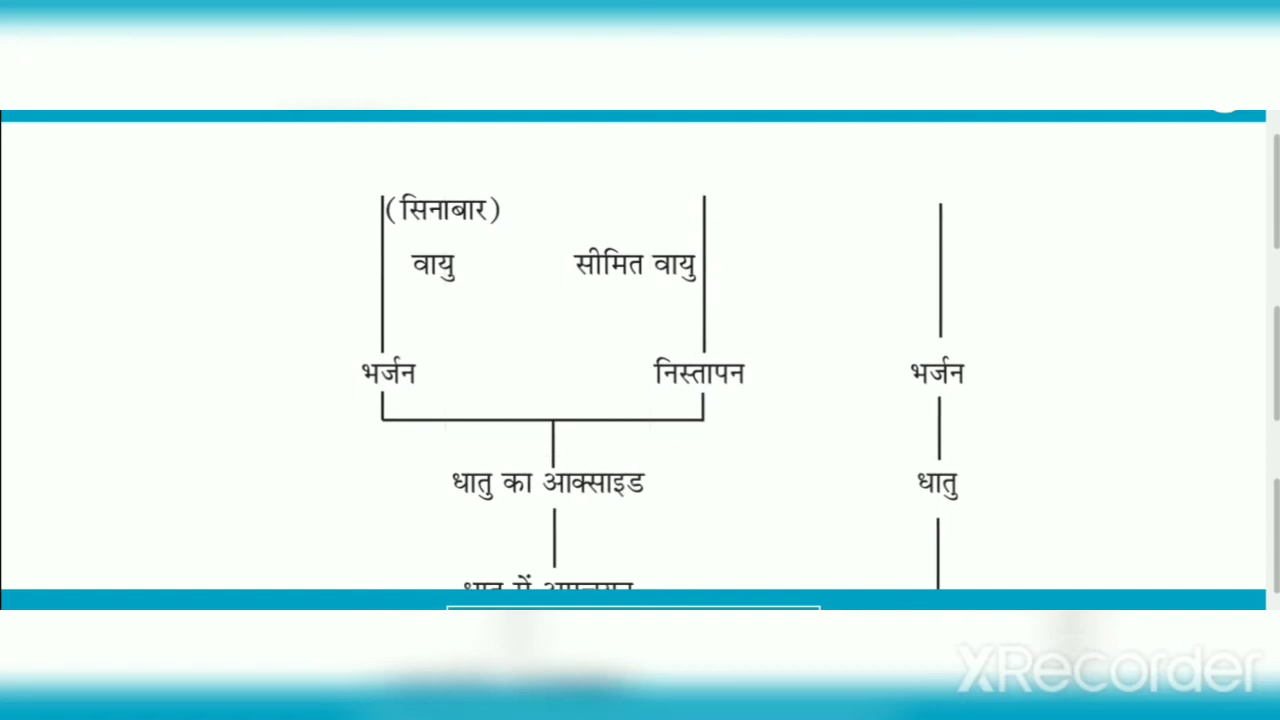 (सिनाबार)
वायु सीमित वायु
भर्जन निस्तापन भर्जन
धातु का आक्साइड धातु
XRecorder